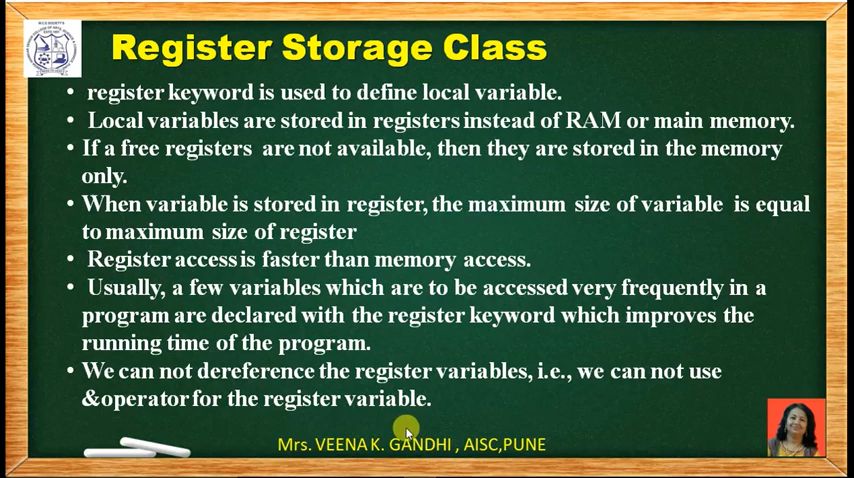 Register Storage Class
• register keyword is used to define local variable.
• Local variables are stored in registers instead of RAM or main memory.
• If a free registers are not available, then they are stored in the memory
only.
• When variable is stored in register, the maximum size of variable is equal
to maximum size of register
• Register access is faster than memory access.
• Usually, a few variables which are to be accessed very frequently in a
program are declared with the register keyword which improves the
running time of the program.
• We can not dereference the register variables, i.e., we can not use
&operator for the register variable.
Mrs. VEENA K. GANDHI , AISC,PUNE